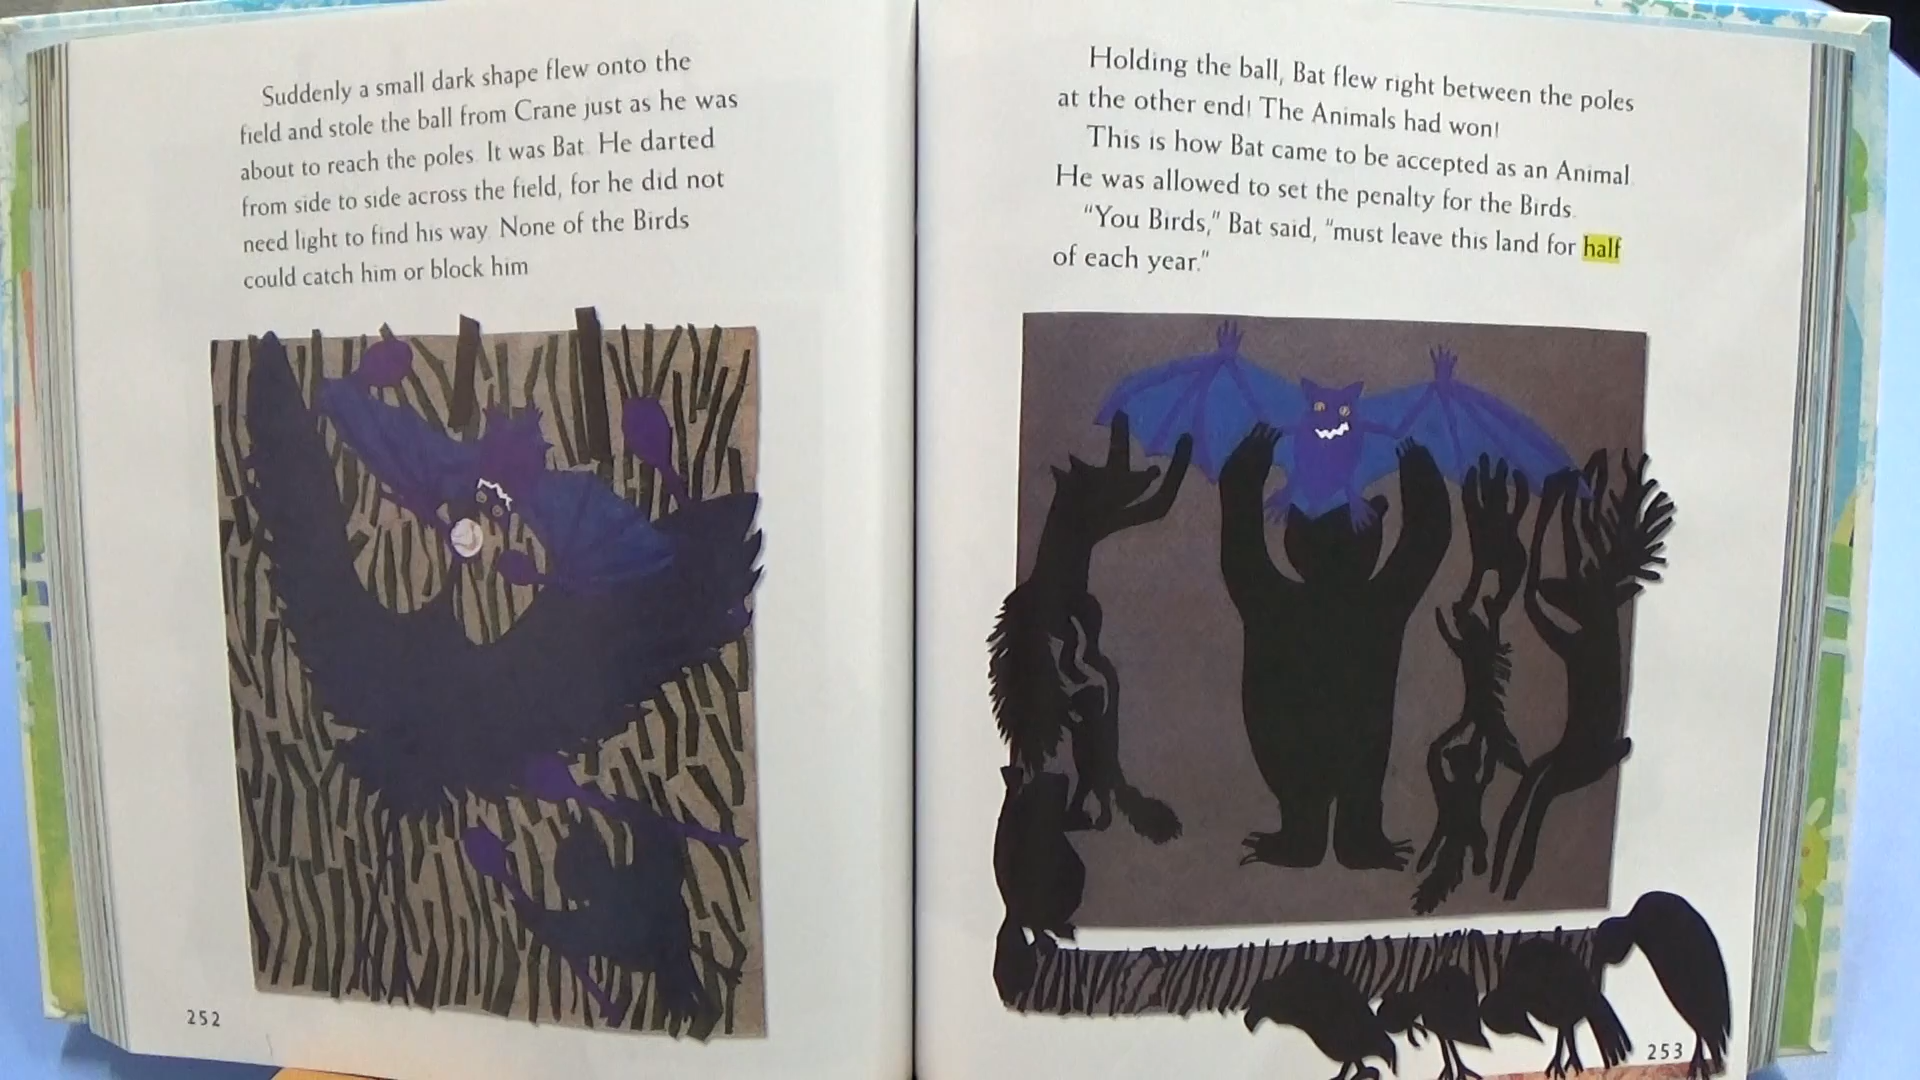 Suddenly a small dark shape flew onto the
field and stole the ball from Crane just as he was
about to reach the poles. It was Bat. He darted
from side to side across the field, for he did not
need light to find his way. None of the Birds
could catch him or block him
252
Holding the ball, Bat flew right between the poles
at the other end! The Animals had won!
This is how Bat came to be accepted as an Animal.
He was allowed to set the penalty for the Birds.
"You Birds," Bat said, "must leave this land for half
of each year."
253